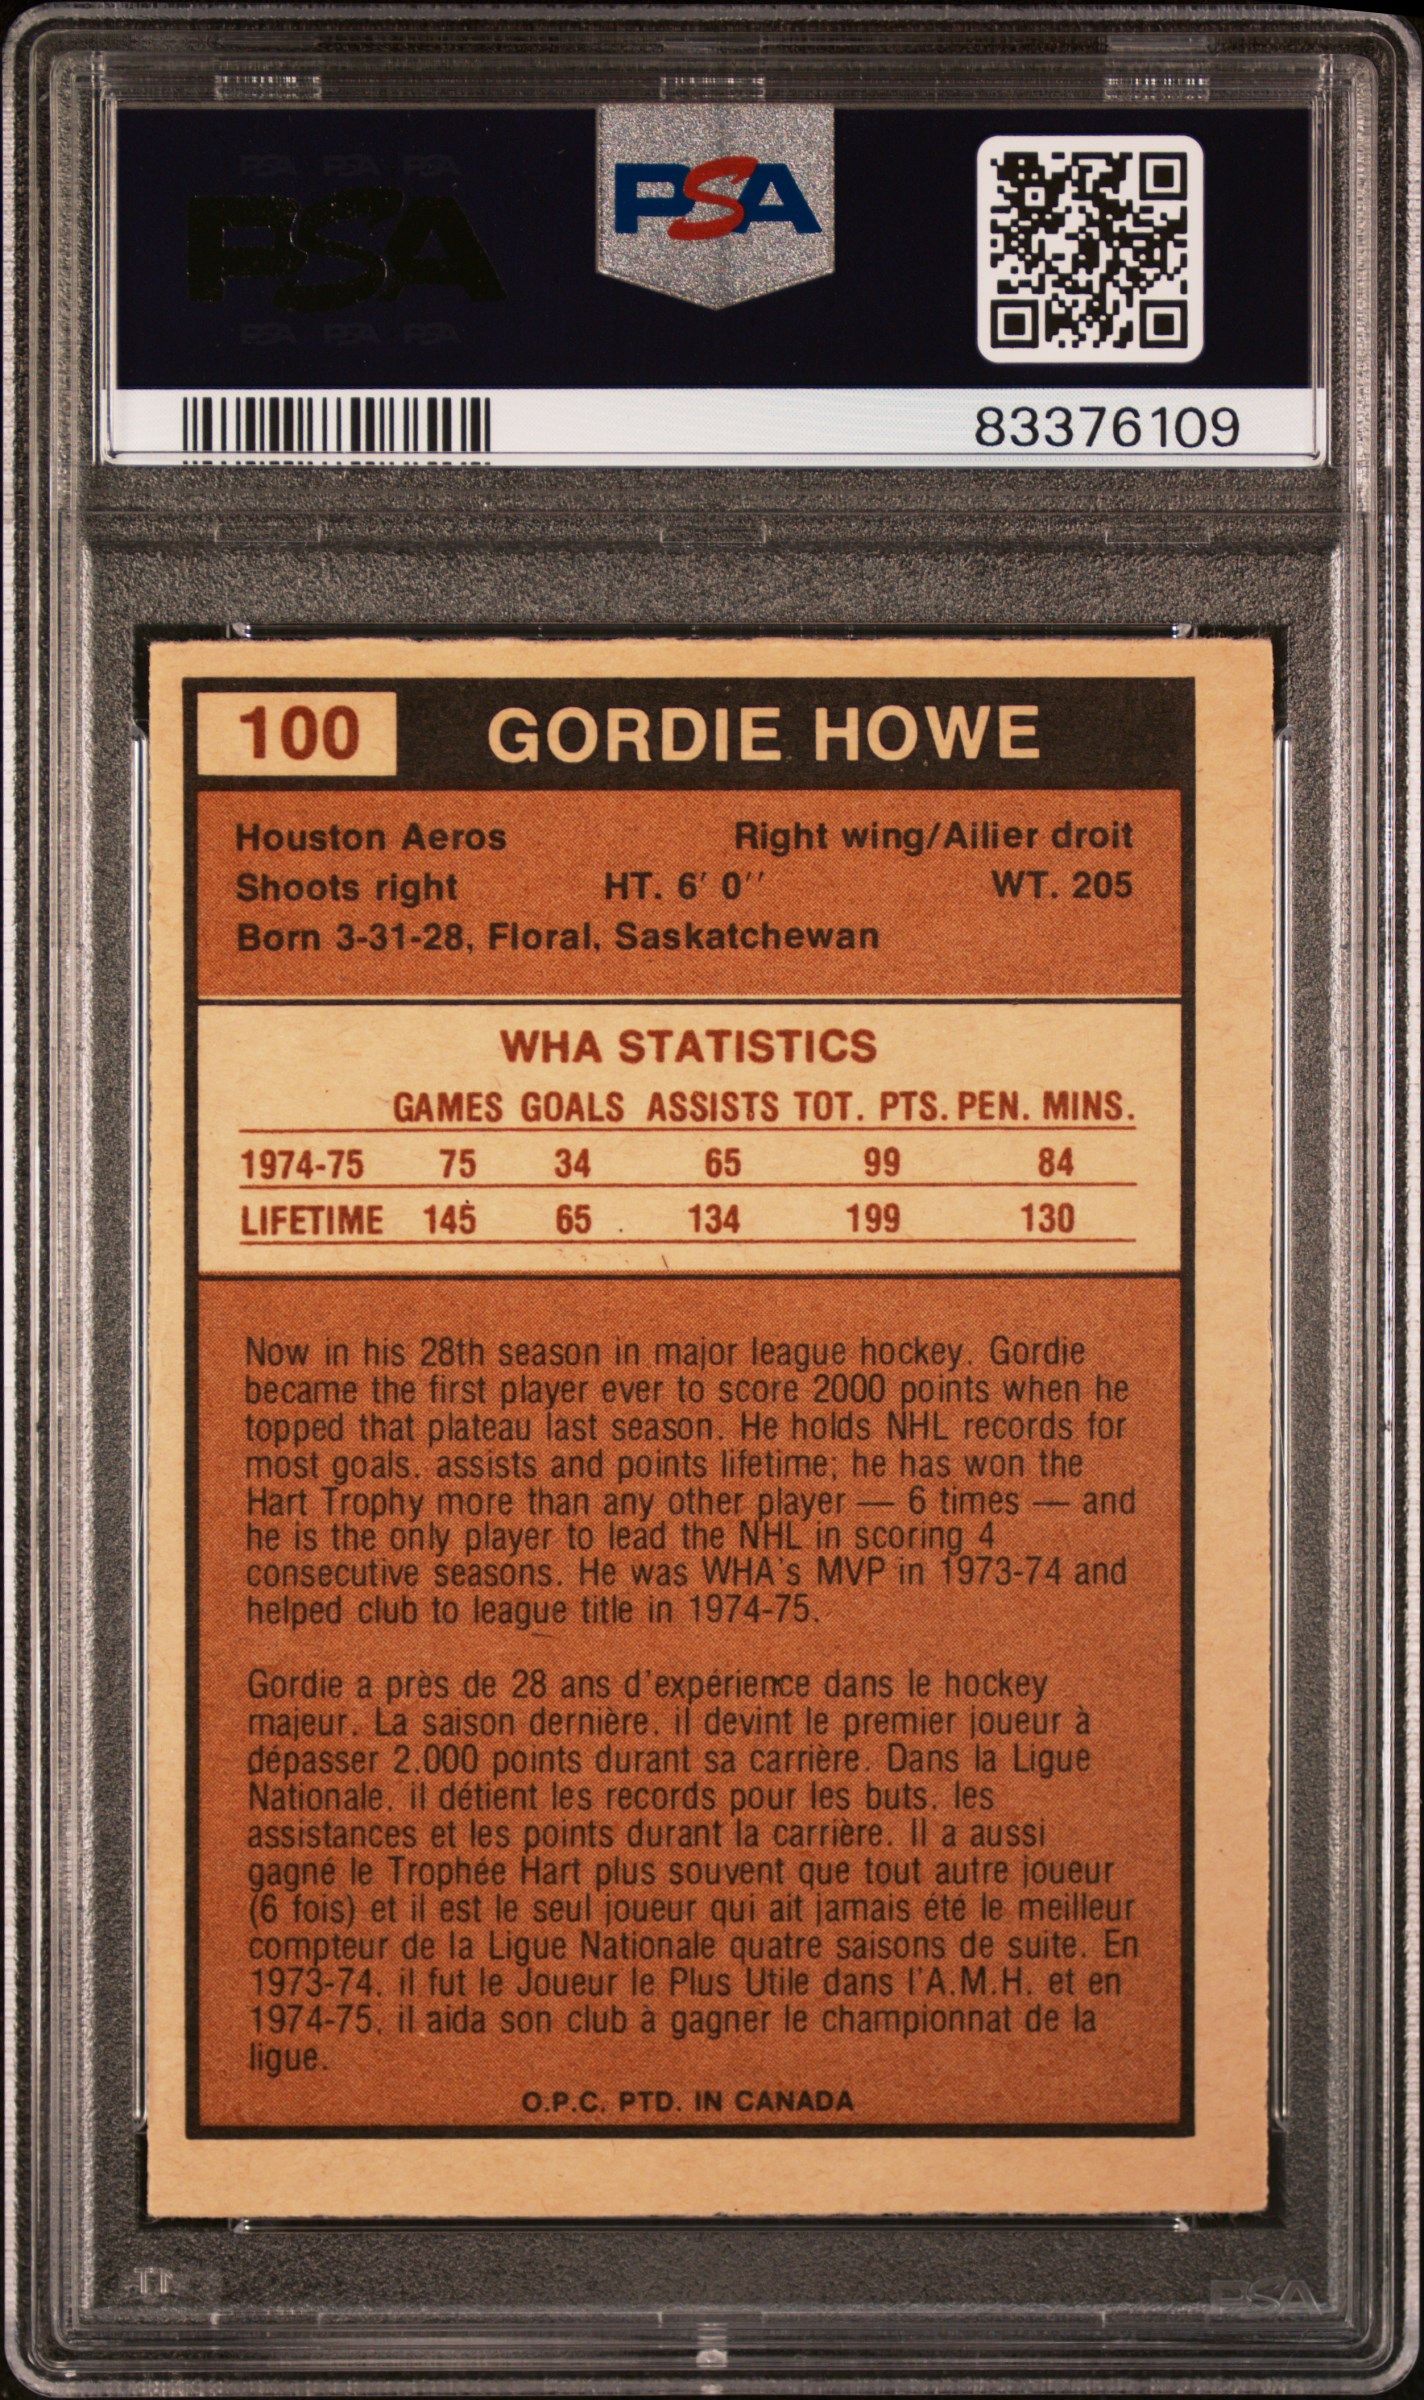 PSA PSA PSA
PSA
PSA PSA PSA
PSA
83376109
100 GORDIE HOWE
Houston Aeros Right wing/Ailier droit
Shoots right HT. 6' 0'' WT. 205
Born 3-31-28, Floral, Saskatchewan
WHA STATISTICS
GAMES GOALS ASSISTS TOT. PTS. PEN. MINS.
1974-75 75 34 65 99 84
LIFETIME 145 65 134 199 130
Now in his 28th season in major league hockey. Gordie
became the first player ever to score 2000 points when he
topped that plateau last season. He holds NHL records for
most goals. assists and points lifetime; he has won the
Hart Trophy more than any other player — 6 times — and
he is the only player to lead the NHL in scoring 4
consecutive seasons. He was WHA's MVP in 1973-74 and
helped club to league title in 1974-75.
Gordie a près de 28 ans d'expérience dans le hockey
majeur. La saison dernière. il devint le premier joueur à
dépasser 2.000 points durant sa carrière. Dans la Ligue
Nationale. il détient les records pour les buts. les
assistances et les points durant la carrière. Il a aussi
gagné le Trophée Hart plus souvent que tout autre joueur
(6 fois) et il est le seul joueur qui ait jamais été le meilleur
compteur de la Ligue Nationale quatre saisons de suite. En
1973-74. il fut le Joueur le Plus Utile dans l'A.M.H. et en
1974-75. il aida son club à gagner le championnat de la
ligue.
O.P.C. PTD. IN CANADA
PSA